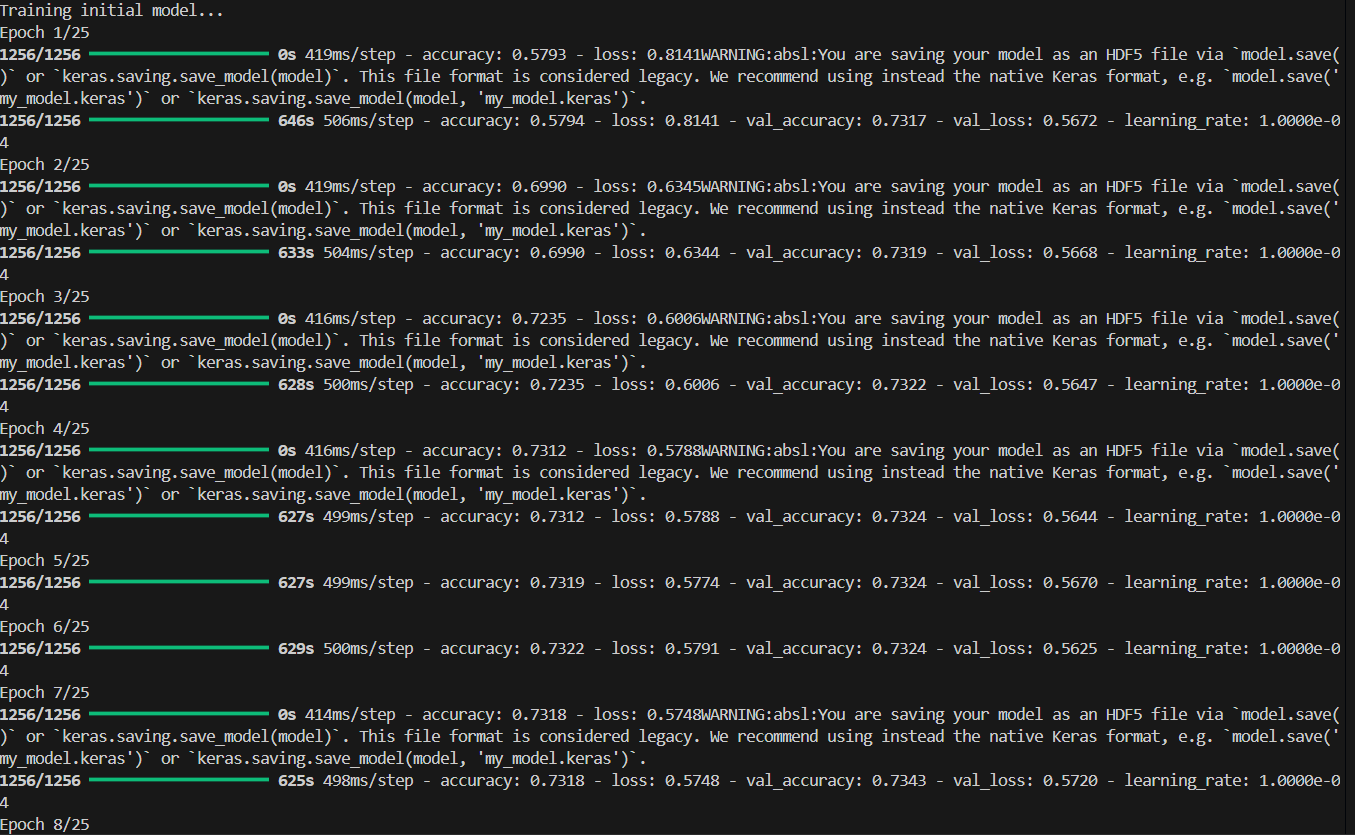 Training initial model...
Epoch 1/25
1256/1256 0s 419ms/step - accuracy: 0.5793 - loss: 0.8141WARNING:absl:You are saving your model as an HDF5 file via `model.save(
)` or `keras.saving.save_model(model)`. This file format is considered legacy. We recommend using instead the native Keras format, e.g. `model.save('
my_model.keras')` or `keras.saving.save_model(model, 'my_model.keras')`.
1256/1256 646s 506ms/step - accuracy: 0.5794 - loss: 0.8141 - val_accuracy: 0.7317 - val_loss: 0.5672 - learning_rate: 1.0000e-0
4
Epoch 2/25
1256/1256 0s 419ms/step - accuracy: 0.6990 - loss: 0.6345WARNING:absl:You are saving your model as an HDF5 file via `model.save(
)` or `keras.saving.save_model(model)`. This file format is considered legacy. We recommend using instead the native Keras format, e.g. `model.save('
my_model.keras')` or `keras.saving.save_model(model, 'my_model.keras')`.
1256/1256 633s 504ms/step - accuracy: 0.6990 - loss: 0.6344 - val_accuracy: 0.7319 - val_loss: 0.5668 - learning_rate: 1.0000e-0
4
Epoch 3/25
1256/1256 0s 416ms/step - accuracy: 0.7235 - loss: 0.6006WARNING:absl:You are saving your model as an HDF5 file via `model.save(
)` or `keras.saving.save_model(model)`. This file format is considered legacy. We recommend using instead the native Keras format, e.g. `model.save('
my_model.keras')` or `keras.saving.save_model(model, 'my_model.keras')`.
1256/1256 628s 500ms/step - accuracy: 0.7235 - loss: 0.6006 - val_accuracy: 0.7322 - val_loss: 0.5647 - learning_rate: 1.0000e-0
4
Epoch 4/25
1256/1256 0s 416ms/step - accuracy: 0.7312 - loss: 0.5788WARNING:absl:You are saving your model as an HDF5 file via `model.save(
)` or `keras.saving.save_model(model)`. This file format is considered legacy. We recommend using instead the native Keras format, e.g. `model.save('
my_model.keras')` or `keras.saving.save_model(model, 'my_model.keras')`.
1256/1256 627s 499ms/step - accuracy: 0.7312 - loss: 0.5788 - val_accuracy: 0.7324 - val_loss: 0.5644 - learning_rate: 1.0000e-0
4
Epoch 5/25
1256/1256 627s 499ms/step - accuracy: 0.7319 - loss: 0.5774 - val_accuracy: 0.7324 - val_loss: 0.5670 - learning_rate: 1.0000e-0
4
Epoch 6/25
1256/1256 629s 500ms/step - accuracy: 0.7322 - loss: 0.5791 - val_accuracy: 0.7324 - val_loss: 0.5625 - learning_rate: 1.0000e-0
4
Epoch 7/25
1256/1256 0s 414ms/step - accuracy: 0.7318 - loss: 0.5748WARNING:absl:You are saving your model as an HDF5 file via `model.save(
)` or `keras.saving.save_model(model)`. This file format is considered legacy. We recommend using instead the native Keras format, e.g. `model.save('
my_model.keras')` or `keras.saving.save_model(model, 'my_model.keras')`.
1256/1256 625s 498ms/step - accuracy: 0.7318 - loss: 0.5748 - val_accuracy: 0.7343 - val_loss: 0.5720 - learning_rate: 1.0000e-0
4
Epoch 8/25